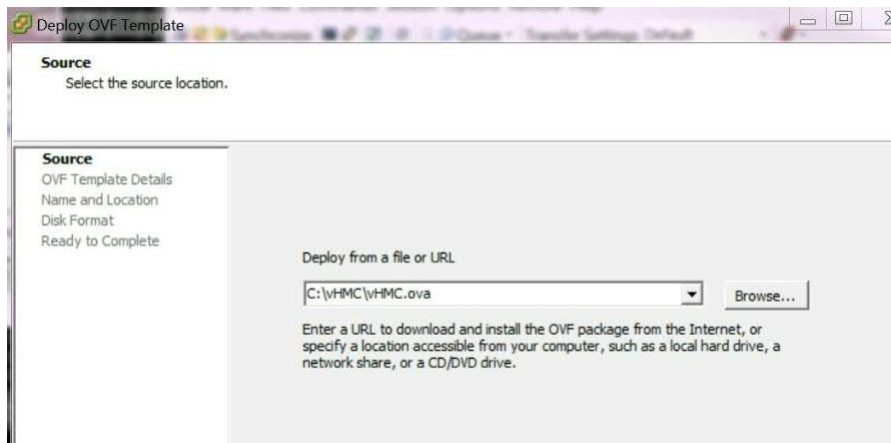 Deploy OVF Template
Source
Select the source location.
Source
OVF Template Details
Name and Location
Disk Format
Ready to Complete
Deploy from a file or URL
C:\vHMC\vHMC.ova
Browse...
Enter a URL to download and install the OVF package from the Internet, or
specify a location accessible from your computer, such as a local hard drive, a
network share, or a CD/DVD drive.